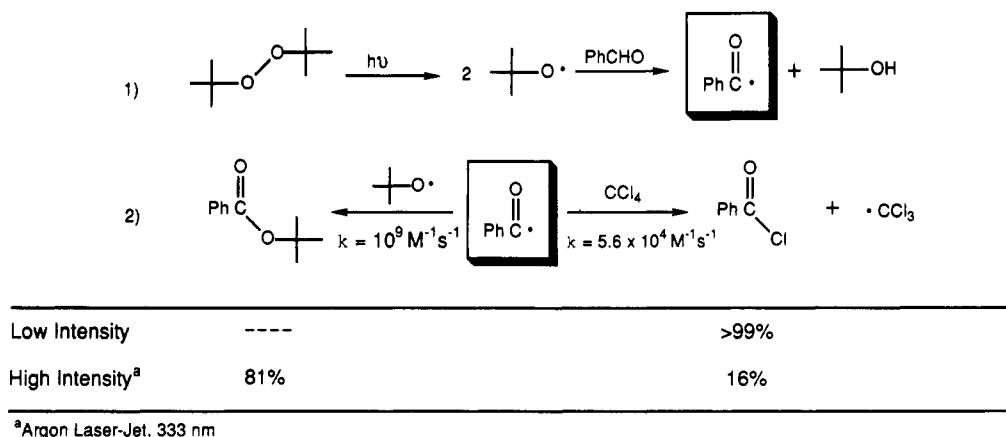 1) O O hυ 2 O • PhCHO O Ph C • + OH
2) O Ph C O O • k = 10⁹ M⁻¹s⁻¹ O Ph C • CCl₄ k = 5.6 x 10⁴ M⁻¹s⁻¹ O Ph C Cl + • CCl₃
Low Intensity ---- >99%
High Intensityᵃ 81% 16%
ᵃArgon Laser-Jet, 333 nm